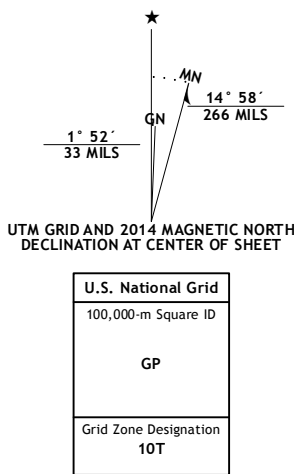 ★
MN
GN
14° 58´
266 MILS
1° 52´
33 MILS
UTM GRID AND 2014 MAGNETIC NORTH
DECLINATION AT CENTER OF SHEET
U.S. National Grid
100,000-m Square ID
GP
Grid Zone Designation
10T